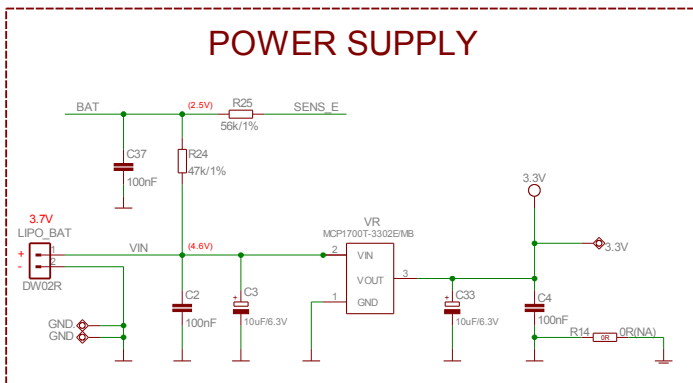 POWER SUPPLY
BAT
(2.5V)
R25
SENS_E
56k/1%
C37
100nF
R24
47k/1%
3.3V
3.7V
LIPO_BAT
VIN
(4.6V)
VR
MCP1700T-3302E/MB
+ 1
- 2
DW02R
2 VIN
VOUT 3
1 GND
3.3V
C2
100nF
C3
+
10uF/6.3V
C33
+
10uF/6.3V
C4
100nF
GND
GND
R14
0R
0R(NA)